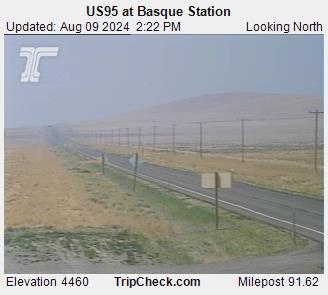 US95 at Basque Station
Updated: Aug 09 2024 2:22 PM Looking North
Elevation 4460 TripCheck.com Milepost 91.62